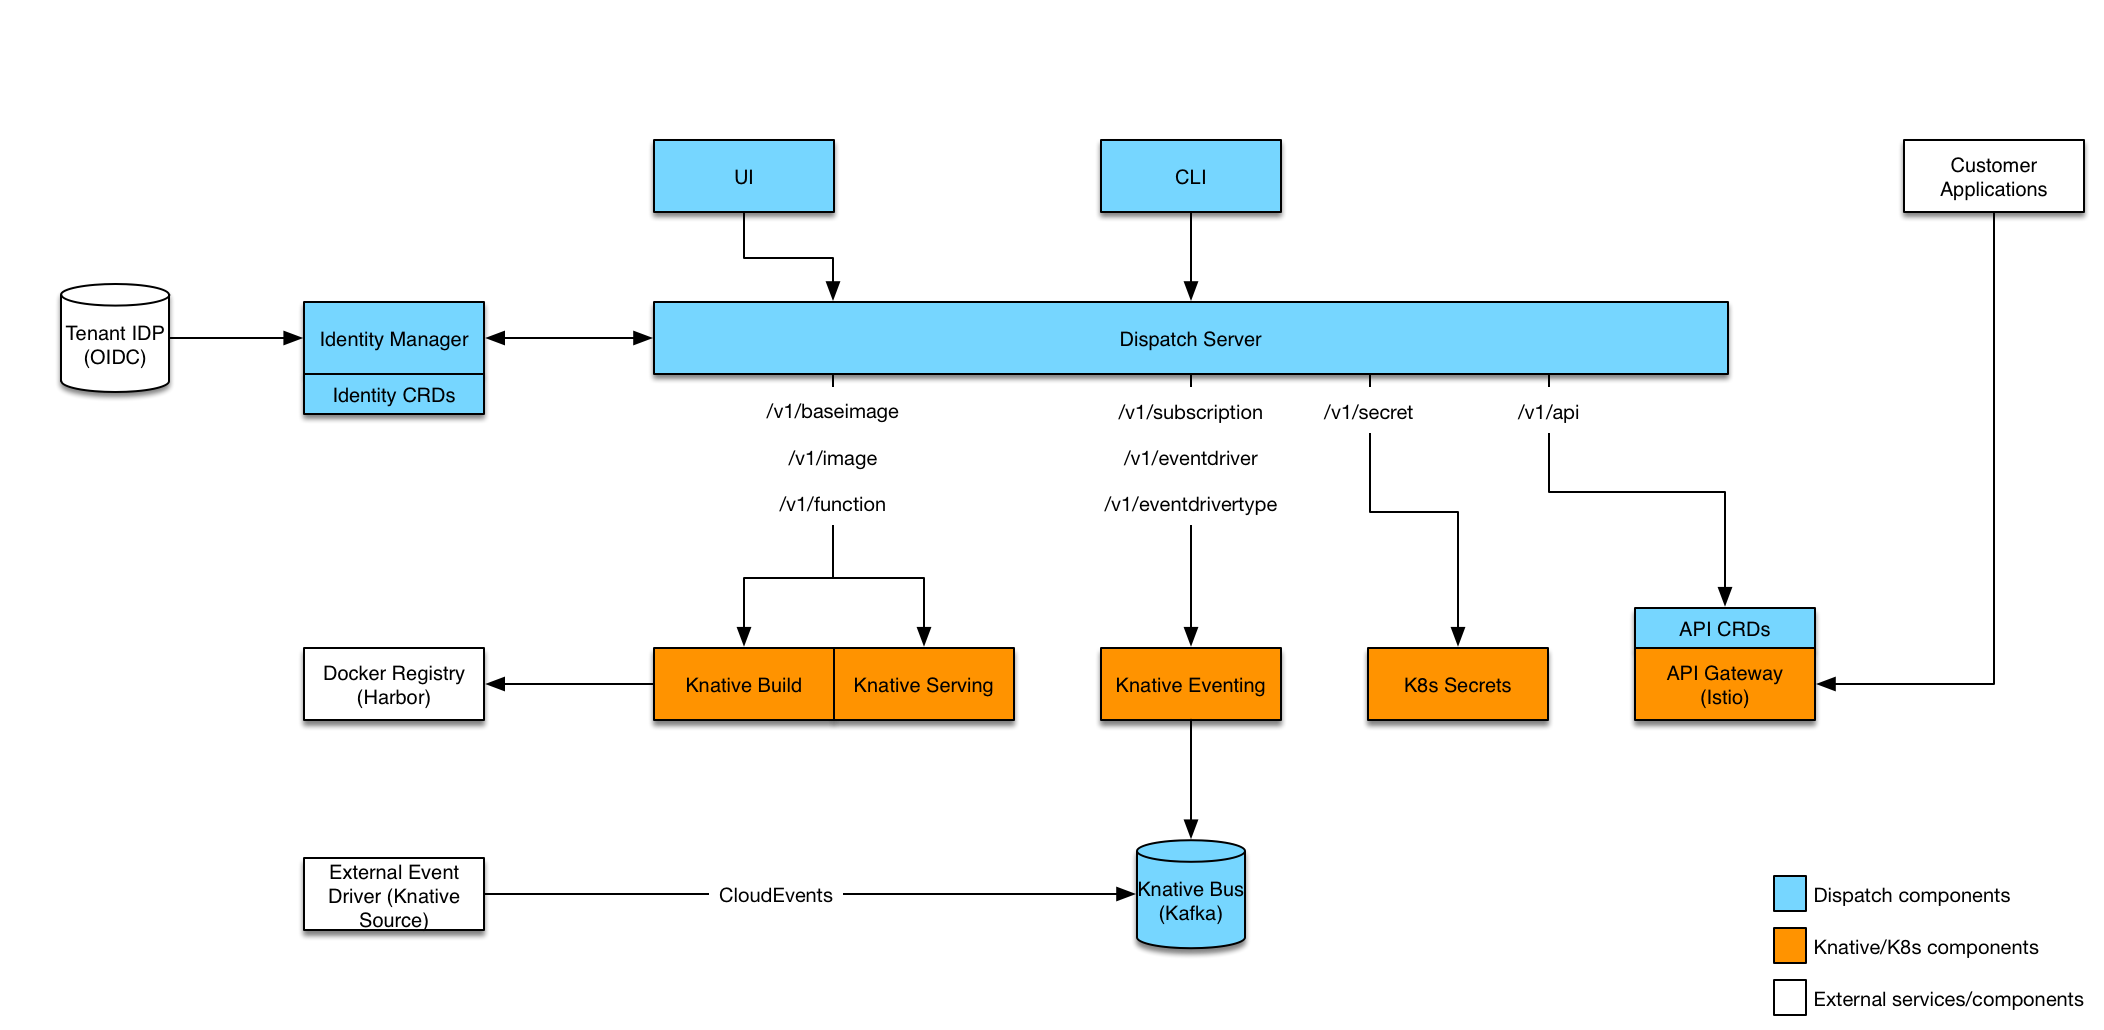 UI
CLI
Customer
Applications
Tenant IDP
(OIDC)
Identity Manager
Identity CRDs
Dispatch Server
/v1/baseimage
/v1/image
/v1/function
/v1/subscription
/v1/eventdriver
/v1/eventdrivertype
/v1/secret
/v1/api
Docker Registry
(Harbor)
Knative Build
Knative Serving
Knative Eventing
K8s Secrets
API CRDs
API Gateway
(Istio)
External Event
Driver (Knative
Source)
CloudEvents
Knative Bus
(Kafka)
Dispatch components
Knative/K8s components
External services/components